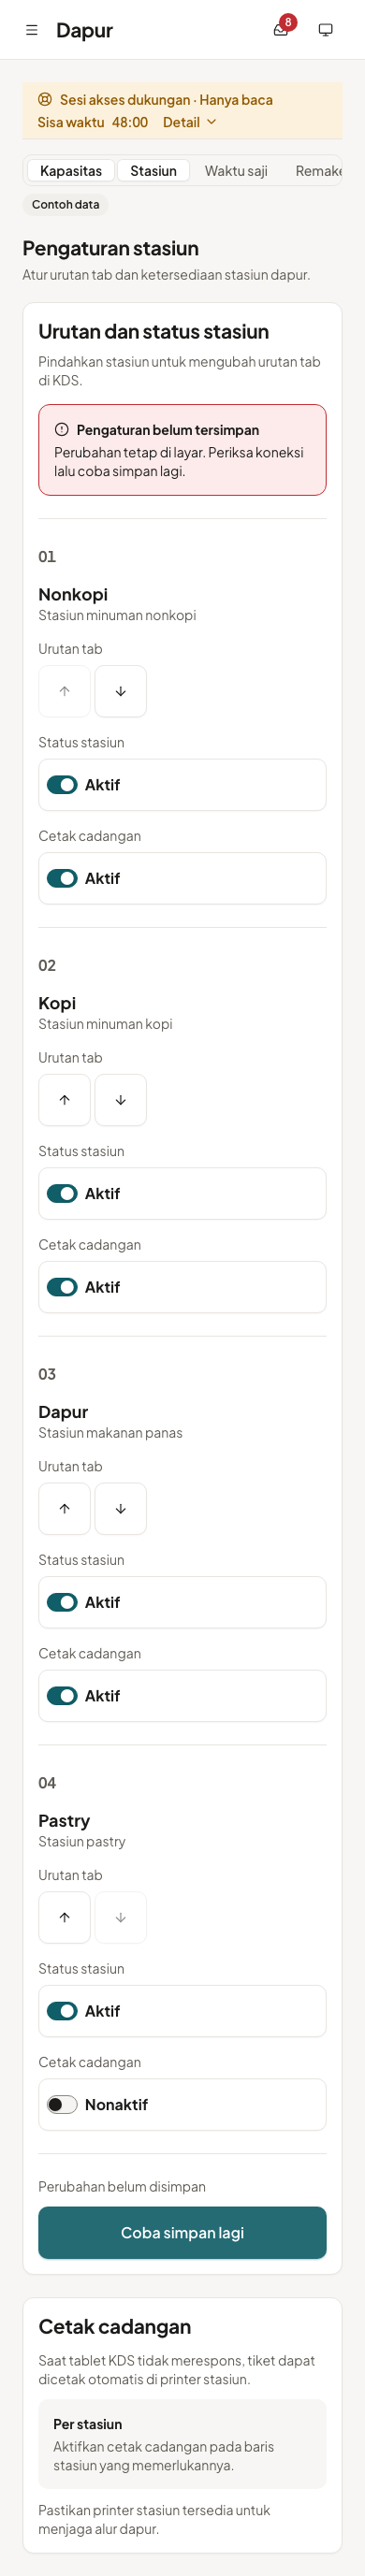 Dapur
8
Sesi akses dukungan · Hanya baca
Sisa waktu 48:00 Detail
Kapasitas Stasiun Waktu saji Remake
Contoh data
Pengaturan stasiun
Atur urutan tab dan ketersediaan stasiun dapur.
Urutan dan status stasiun
Pindahkan stasiun untuk mengubah urutan tab
di KDS.
Pengaturan belum tersimpan
Perubahan tetap di layar. Periksa koneksi
lalu coba simpan lagi.
01
Nonkopi
Stasiun minuman nonkopi
Urutan tab
Status stasiun
Aktif
Cetak cadangan
Aktif
02
Kopi
Stasiun minuman kopi
Urutan tab
Status stasiun
Aktif
Cetak cadangan
Aktif
03
Dapur
Stasiun makanan panas
Urutan tab
Status stasiun
Aktif
Cetak cadangan
Aktif
04
Pastry
Stasiun pastry
Urutan tab
Status stasiun
Aktif
Cetak cadangan
Nonaktif
Perubahan belum disimpan
Coba simpan lagi
Cetak cadangan
Saat tablet KDS tidak merespons, tiket dapat
dicetak otomatis di printer stasiun.
Per stasiun
Aktifkan cetak cadangan pada baris
stasiun yang memerlukannya.
Pastikan printer stasiun tersedia untuk
menjaga alur dapur.